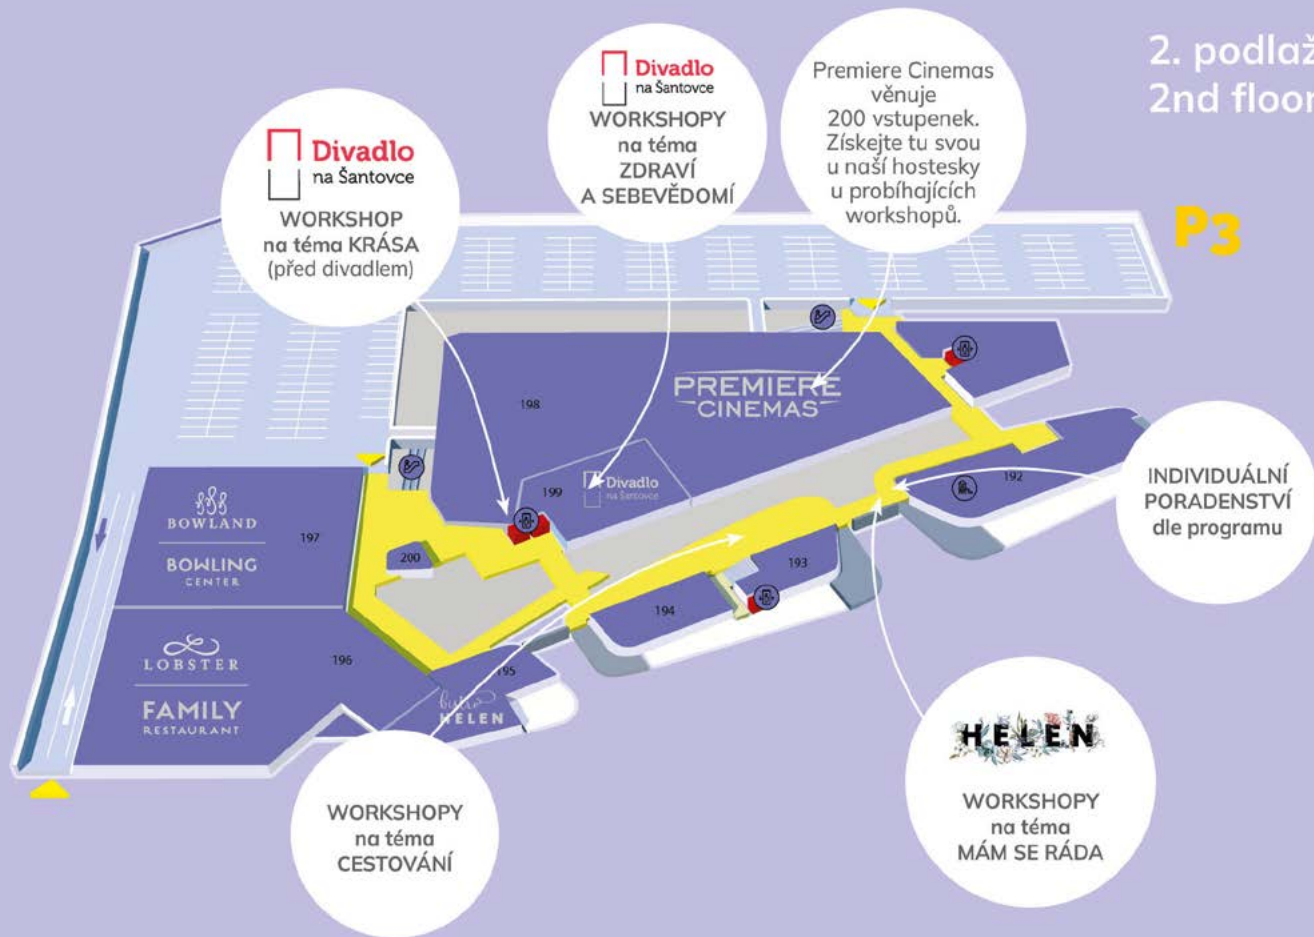 2. podlaž
2nd floor
P3
Divadlo
na Šantovce
WORKSHOP
na téma KRÁSA
(před divadlem)
Divadlo
na Šantovce
WORKSHOPY
na téma
ZDRAVÍ
A SEBEVĚDOMÍ
Premiere Cinemas
věnuje
200 vstupenek.
Získejte tu svou
u naší hostesky
u probíhajících
workshopů.
PREMIERE
CINEMAS
198
199
Divadlo
na Šantovce
192
INDIVIDUÁLNÍ
PORADENSTVÍ
dle programu
BOWLAND
BOWLING
CENTER
197
200
193
194
LOBSTER
FAMILY
RESTAURANT
196
195
bistro
HELEN
WORKSHOPY
na téma
CESTOVÁNÍ
HELEN
WORKSHOPY
na téma
MÁM SE RÁDA